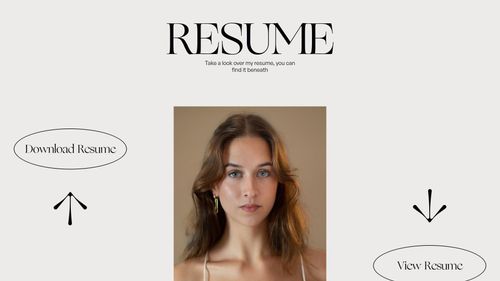 RESUME
Take a look over my resume, you can
find it beneath
Download Resume
View Resume